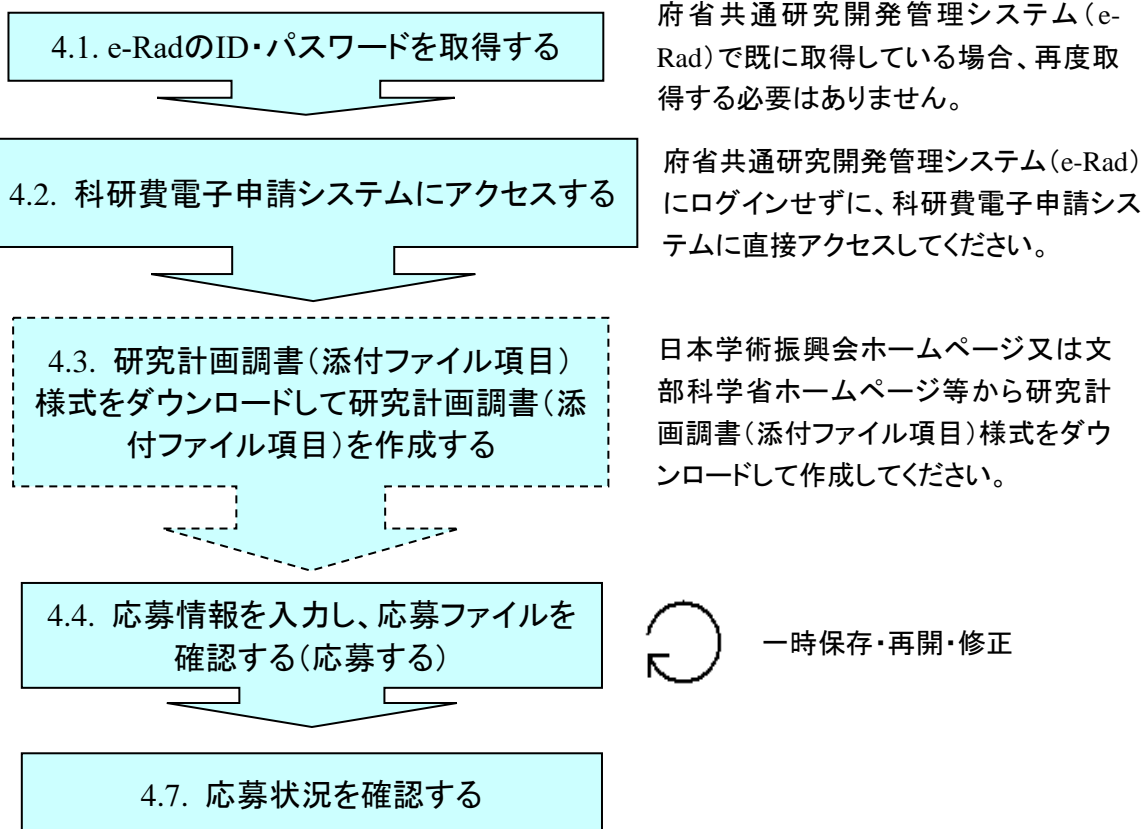 4.1. e-RadのID・パスワードを取得する
府省共通研究開発管理システム(e-
Rad)で既に取得している場合、再度取
得する必要はありません。
4.2. 科研費電子申請システムにアクセスする
府省共通研究開発管理システム(e-Rad)
にログインせずに、科研費電子申請シス
テムに直接アクセスしてください。
4.3. 研究計画調書(添付ファイル項目)
様式をダウンロードして研究計画調書(添
付ファイル項目)を作成する
日本学術振興会ホームページ又は文
部科学省ホームページ等から研究計
画調書(添付ファイル項目)様式をダウ
ンロードして作成してください。
4.4. 応募情報を入力し、応募ファイルを
確認する(応募する)
一時保存・再開・修正
4.7. 応募状況を確認する